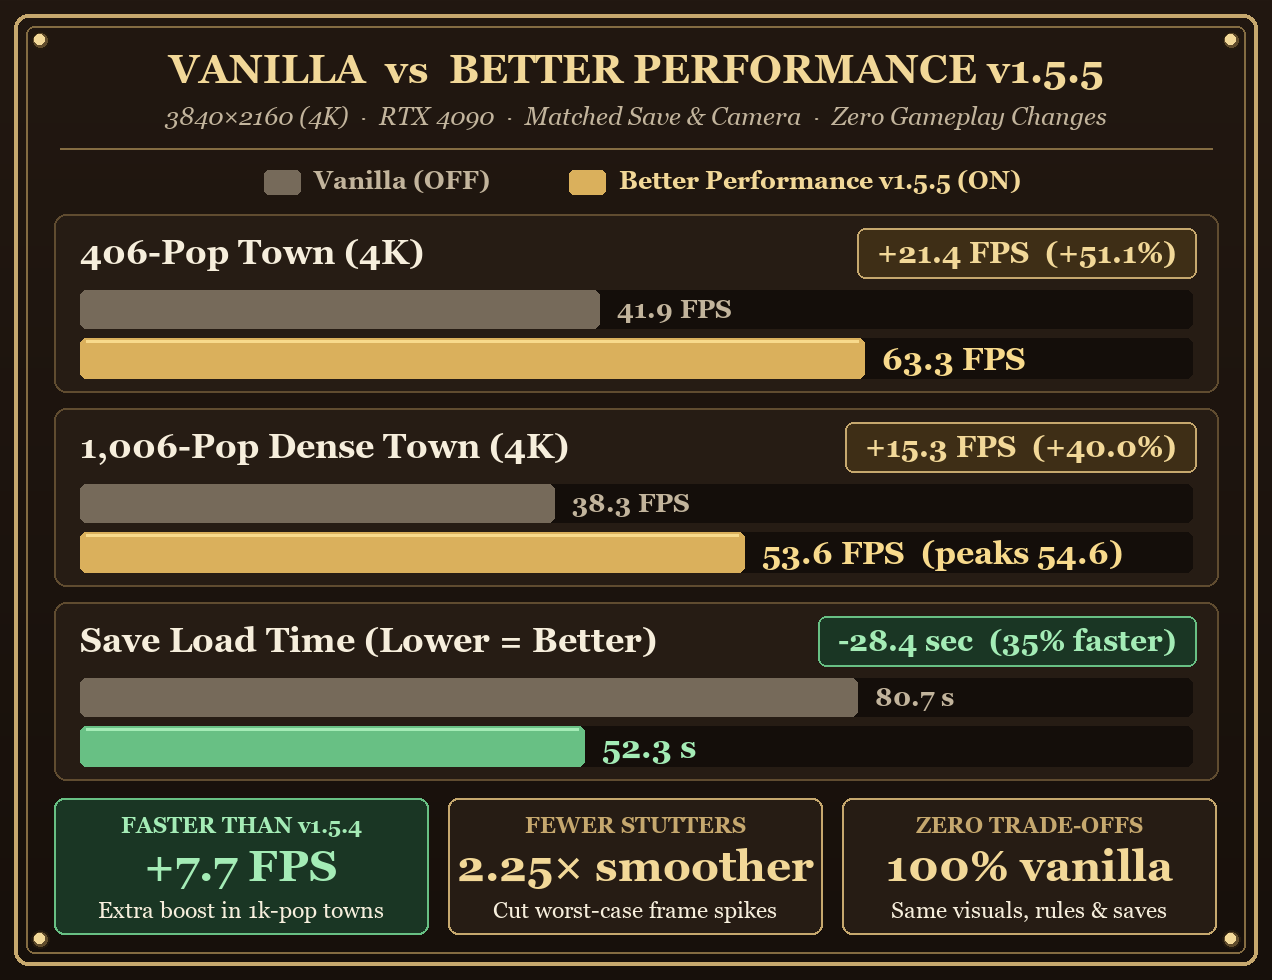 VANILLA vs BETTER PERFORMANCE v1.5.5
3840×2160 (4K) · RTX 4090 · Matched Save & Camera · Zero Gameplay Changes
Vanilla (OFF)
Better Performance v1.5.5 (ON)
406-Pop Town (4K)
+21.4 FPS (+51.1%)
41.9 FPS
63.3 FPS
1,006-Pop Dense Town (4K)
+15.3 FPS (+40.0%)
38.3 FPS
53.6 FPS (peaks 54.6)
Save Load Time (Lower = Better)
-28.4 sec (35% faster)
80.7 s
52.3 s
FASTER THAN v1.5.4
+7.7 FPS
Extra boost in 1k-pop towns
FEWER STUTTERS
2.25× smoother
Cut worst-case frame spikes
ZERO TRADE-OFFS
100% vanilla
Same visuals, rules & saves